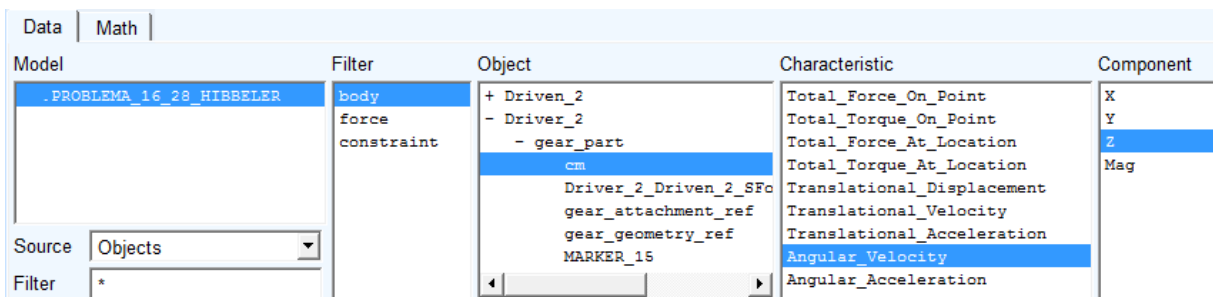 Data Math
Model Filter Object Characteristic Component
.PROBLEMA_16_28_HIBBELER
body
force
constraint
+ Driven_2
- Driver_2
- gear_part
cm
Driver_2_Driven_2_SFo
gear_attachment_ref
gear_geometry_ref
MARKER_15
Total_Force_On_Point
Total_Torque_On_Point
Total_Force_At_Location
Total_Torque_At_Location
Translational_Displacement
Translational_Velocity
Translational_Acceleration
Angular_Velocity
Angular_Acceleration
X
Y
Z
Mag
Source Objects
Filter *